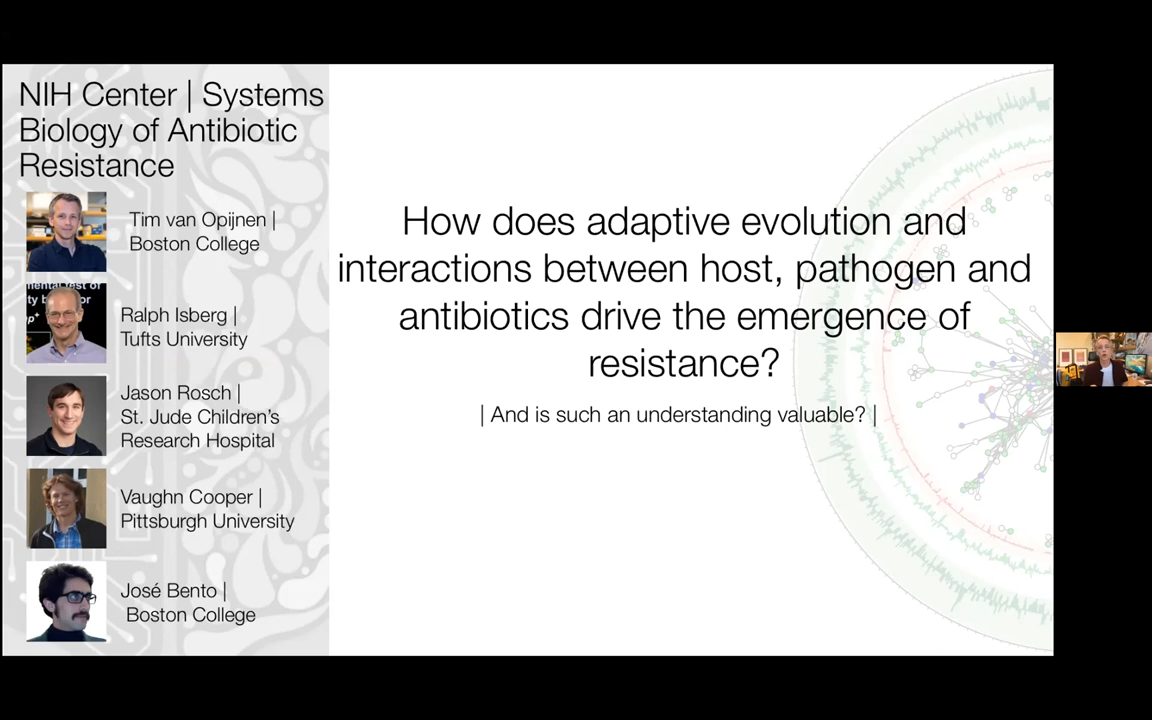 NIH Center | Systems
Biology of Antibiotic
Resistance
Tim van Opijnen |
Boston College
Ralph Isberg |
Tufts University
Jason Rosch |
St. Jude Children's
Research Hospital
Vaughn Cooper |
Pittsburgh University
José Bento |
Boston College
How does adaptive evolution and
interactions between host, pathogen and
antibiotics drive the emergence of
resistance?
| And is such an understanding valuable? |